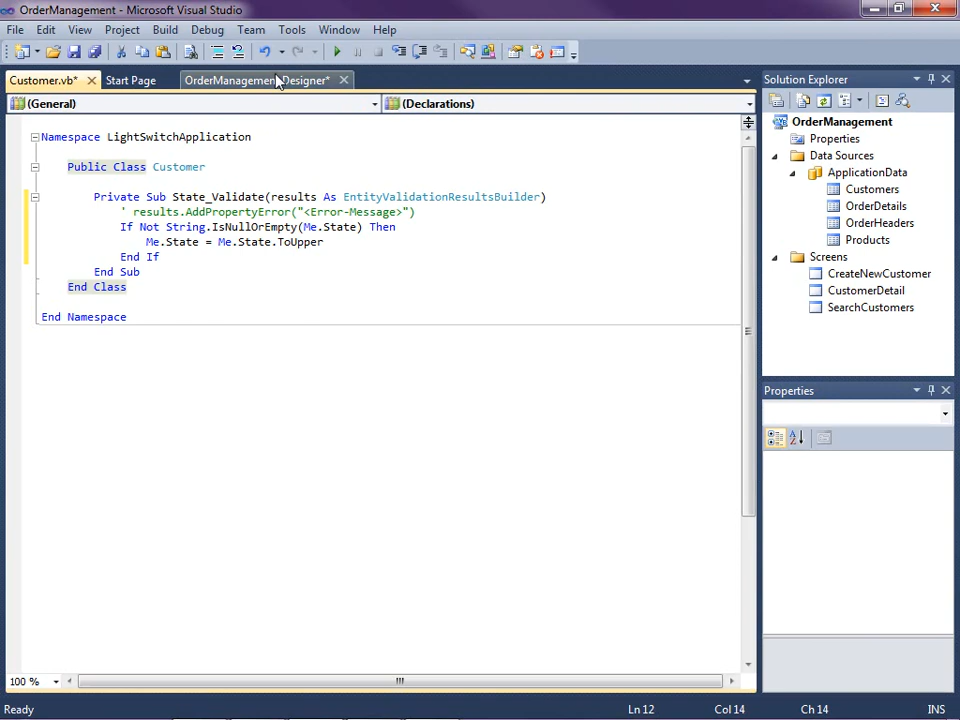 OrderManagement - Microsoft Visual Studio
File Edit View Project Build Debug Team Tools Window Help
Customer.vb* Start Page OrderManagement Designer*
(General) (Declarations)
Namespace LightSwitchApplication
Public Class Customer
Private Sub State_Validate(results As EntityValidationResultsBuilder)
' results.AddPropertyError("<Error-Message>")
If Not String.IsNullOrEmpty(Me.State) Then
Me.State = Me.State.ToUpper
End If
End Sub
End Class
End Namespace
100 %
Solution Explorer
OrderManagement
Properties
Data Sources
ApplicationData
Customers
OrderDetails
OrderHeaders
Products
Screens
CreateNewCustomer
CustomerDetail
SearchCustomers
Properties
Ready Ln 12 Col 14 Ch 14 INS